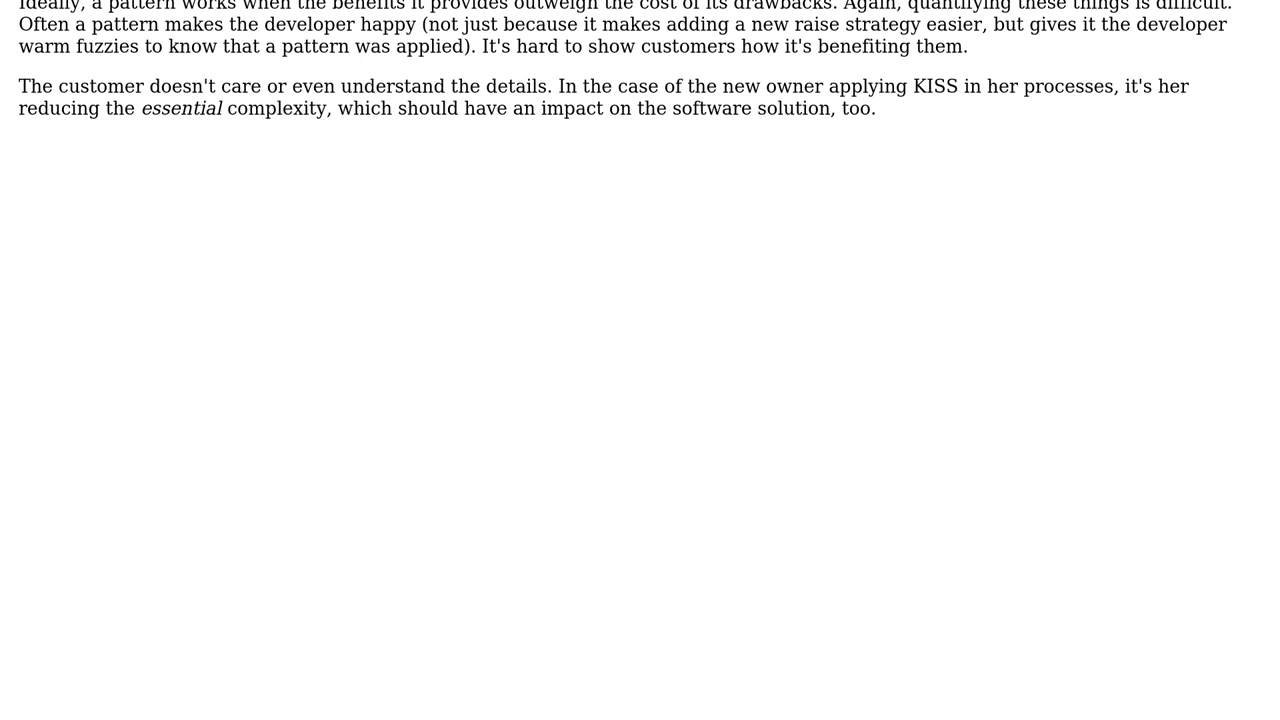 Ideally, a pattern works when the benefits it provides outweigh the cost of its drawbacks. Again, quantifying these things is difficult.
Often a pattern makes the developer happy (not just because it makes adding a new raise strategy easier, but gives it the developer
warm fuzzies to know that a pattern was applied). It's hard to show customers how it's benefiting them.
The customer doesn't care or even understand the details. In the case of the new owner applying KISS in her processes, it's her
reducing the essential complexity, which should have an impact on the software solution, too.